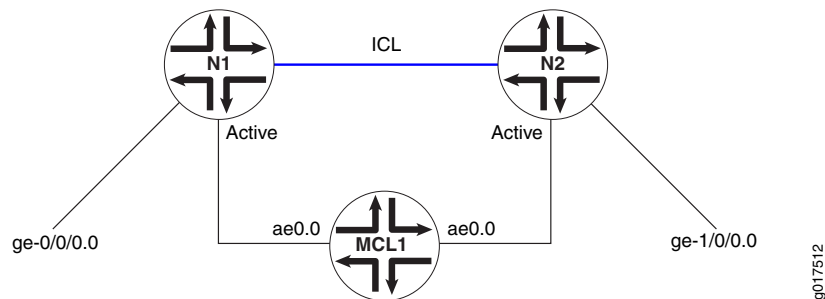 ICL
N1
N2
Active
Active
ae0.0
ae0.0
MCL1
ge-0/0/0.0
ge-1/0/0.0
g017512